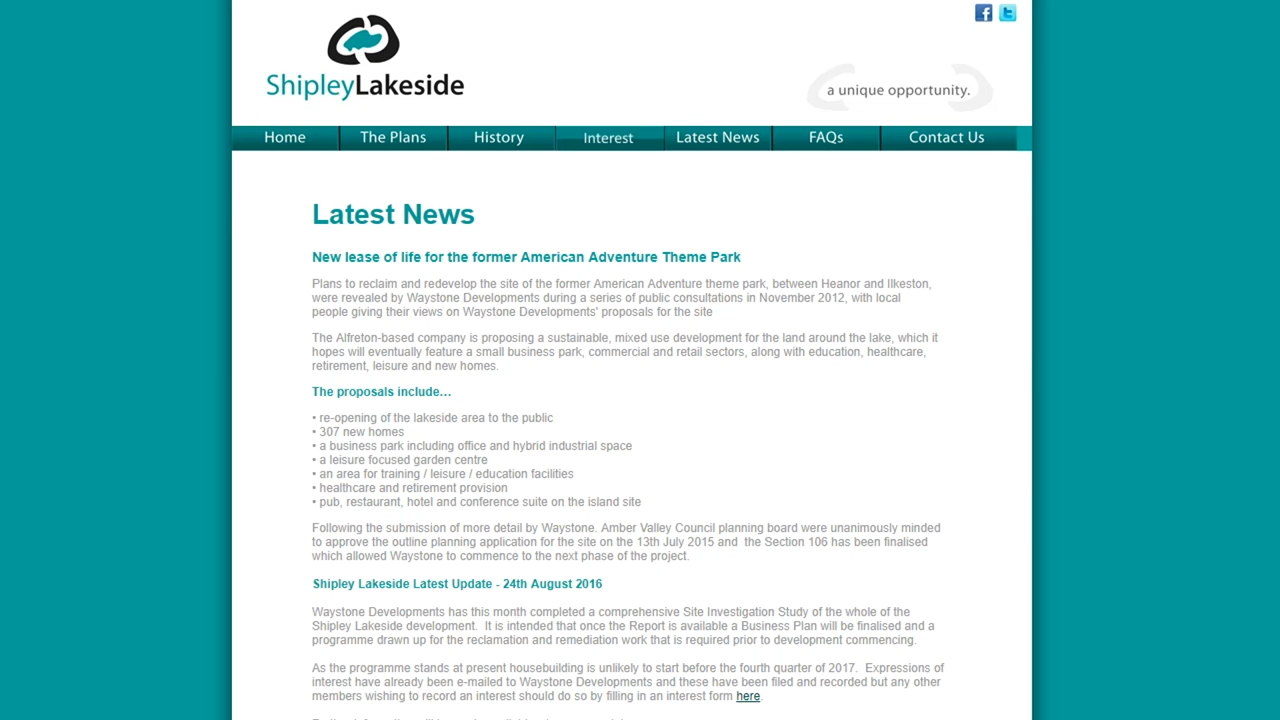 ShipleyLakeside
a unique opportunity.
Home The Plans History Interest Latest News FAQs Contact Us
Latest News
New lease of life for the former American Adventure Theme Park
Plans to reclaim and redevelop the site of the former American Adventure theme park, between Heanor and Ilkeston,
were revealed by Waystone Developments during a series of public consultations in November 2012, with local
people giving their views on Waystone Developments' proposals for the site
The Alfreton-based company is proposing a sustainable, mixed use development for the land around the lake, which it
hopes will eventually feature a small business park, commercial and retail sectors, along with education, healthcare,
retirement, leisure and new homes.
The proposals include…
• re-opening of the lakeside area to the public
• 307 new homes
• a business park including office and hybrid industrial space
• a leisure focused garden centre
• an area for training / leisure / education facilities
• healthcare and retirement provision
• pub, restaurant, hotel and conference suite on the island site
Following the submission of more detail by Waystone. Amber Valley Council planning board were unanimously minded
to approve the outline planning application for the site on the 13th July 2015 and  the Section 106 has been finalised
which allowed Waystone to commence to the next phase of the project.
Shipley Lakeside Latest Update - 24th August 2016
Waystone Developments has this month completed a comprehensive Site Investigation Study of the whole of the
Shipley Lakeside development.  It is intended that once the Report is available a Business Plan will be finalised and a
programme drawn up for the reclamation and remediation work that is required prior to development commencing.
As the programme stands at present housebuilding is unlikely to start before the fourth quarter of 2017.  Expressions of
interest have already been e-mailed to Waystone Developments and these have been filed and recorded but any other
members wishing to record an interest should do so by filling in an interest form here.